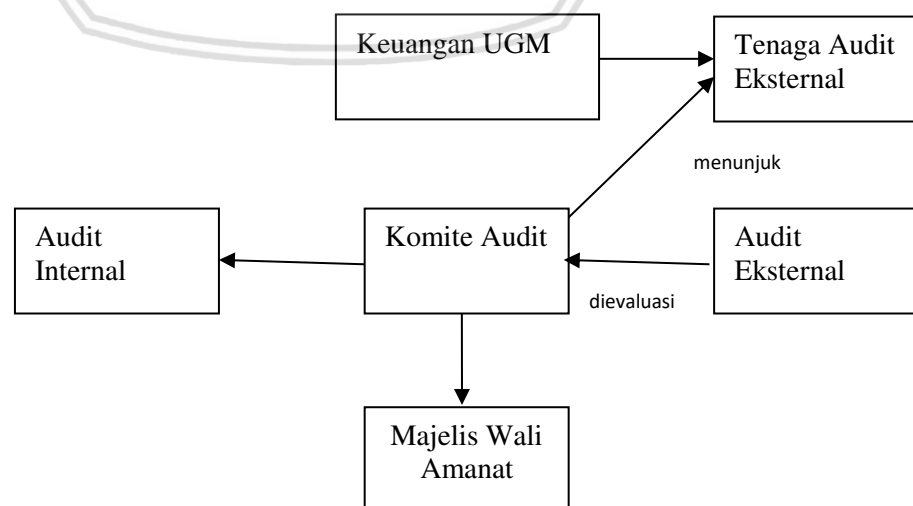 Keuangan UGM
Tenaga Audit
Eksternal
menunjuk
Audit
Internal
Komite Audit
Audit
Eksternal
dievaluasi
Majelis Wali
Amanat